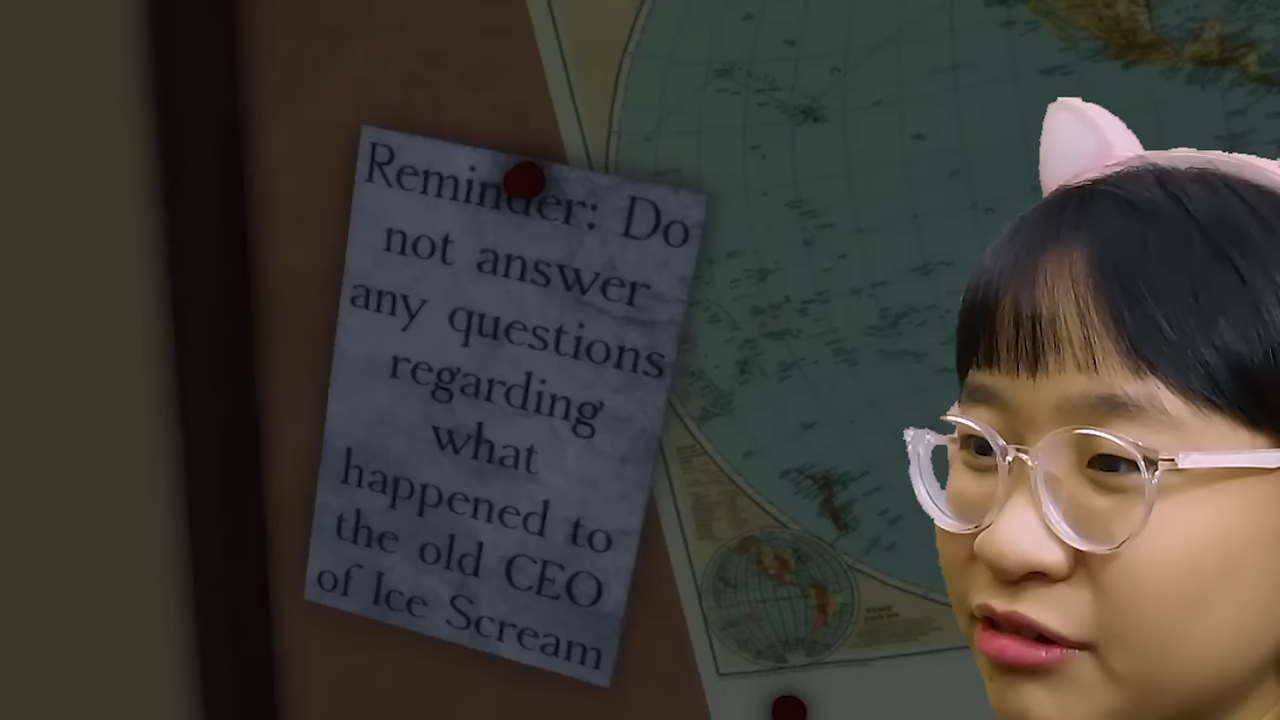 Reminder: Do
not answer
any questions
regarding
what
happened to
the old CEO
of Ice Scream